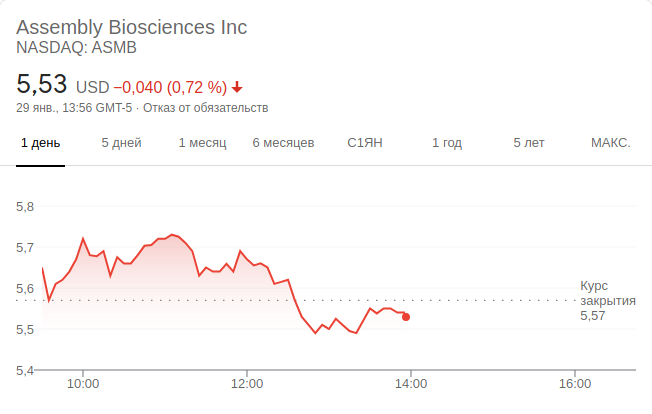 Assembly Biosciences Inc
NASDAQ: ASMB
5,53 USD −0,040 (0,72 %)
29 янв., 13:56 GMT-5 · Отказ от обязательств
1 день 5 дней 1 месяц 6 месяцев С1ЯН 1 год 5 лет МАКС.
5,8
5,7
5,6
5,5
5,4
Курс
закрытия
5,57
10:00 12:00 14:00 16:00